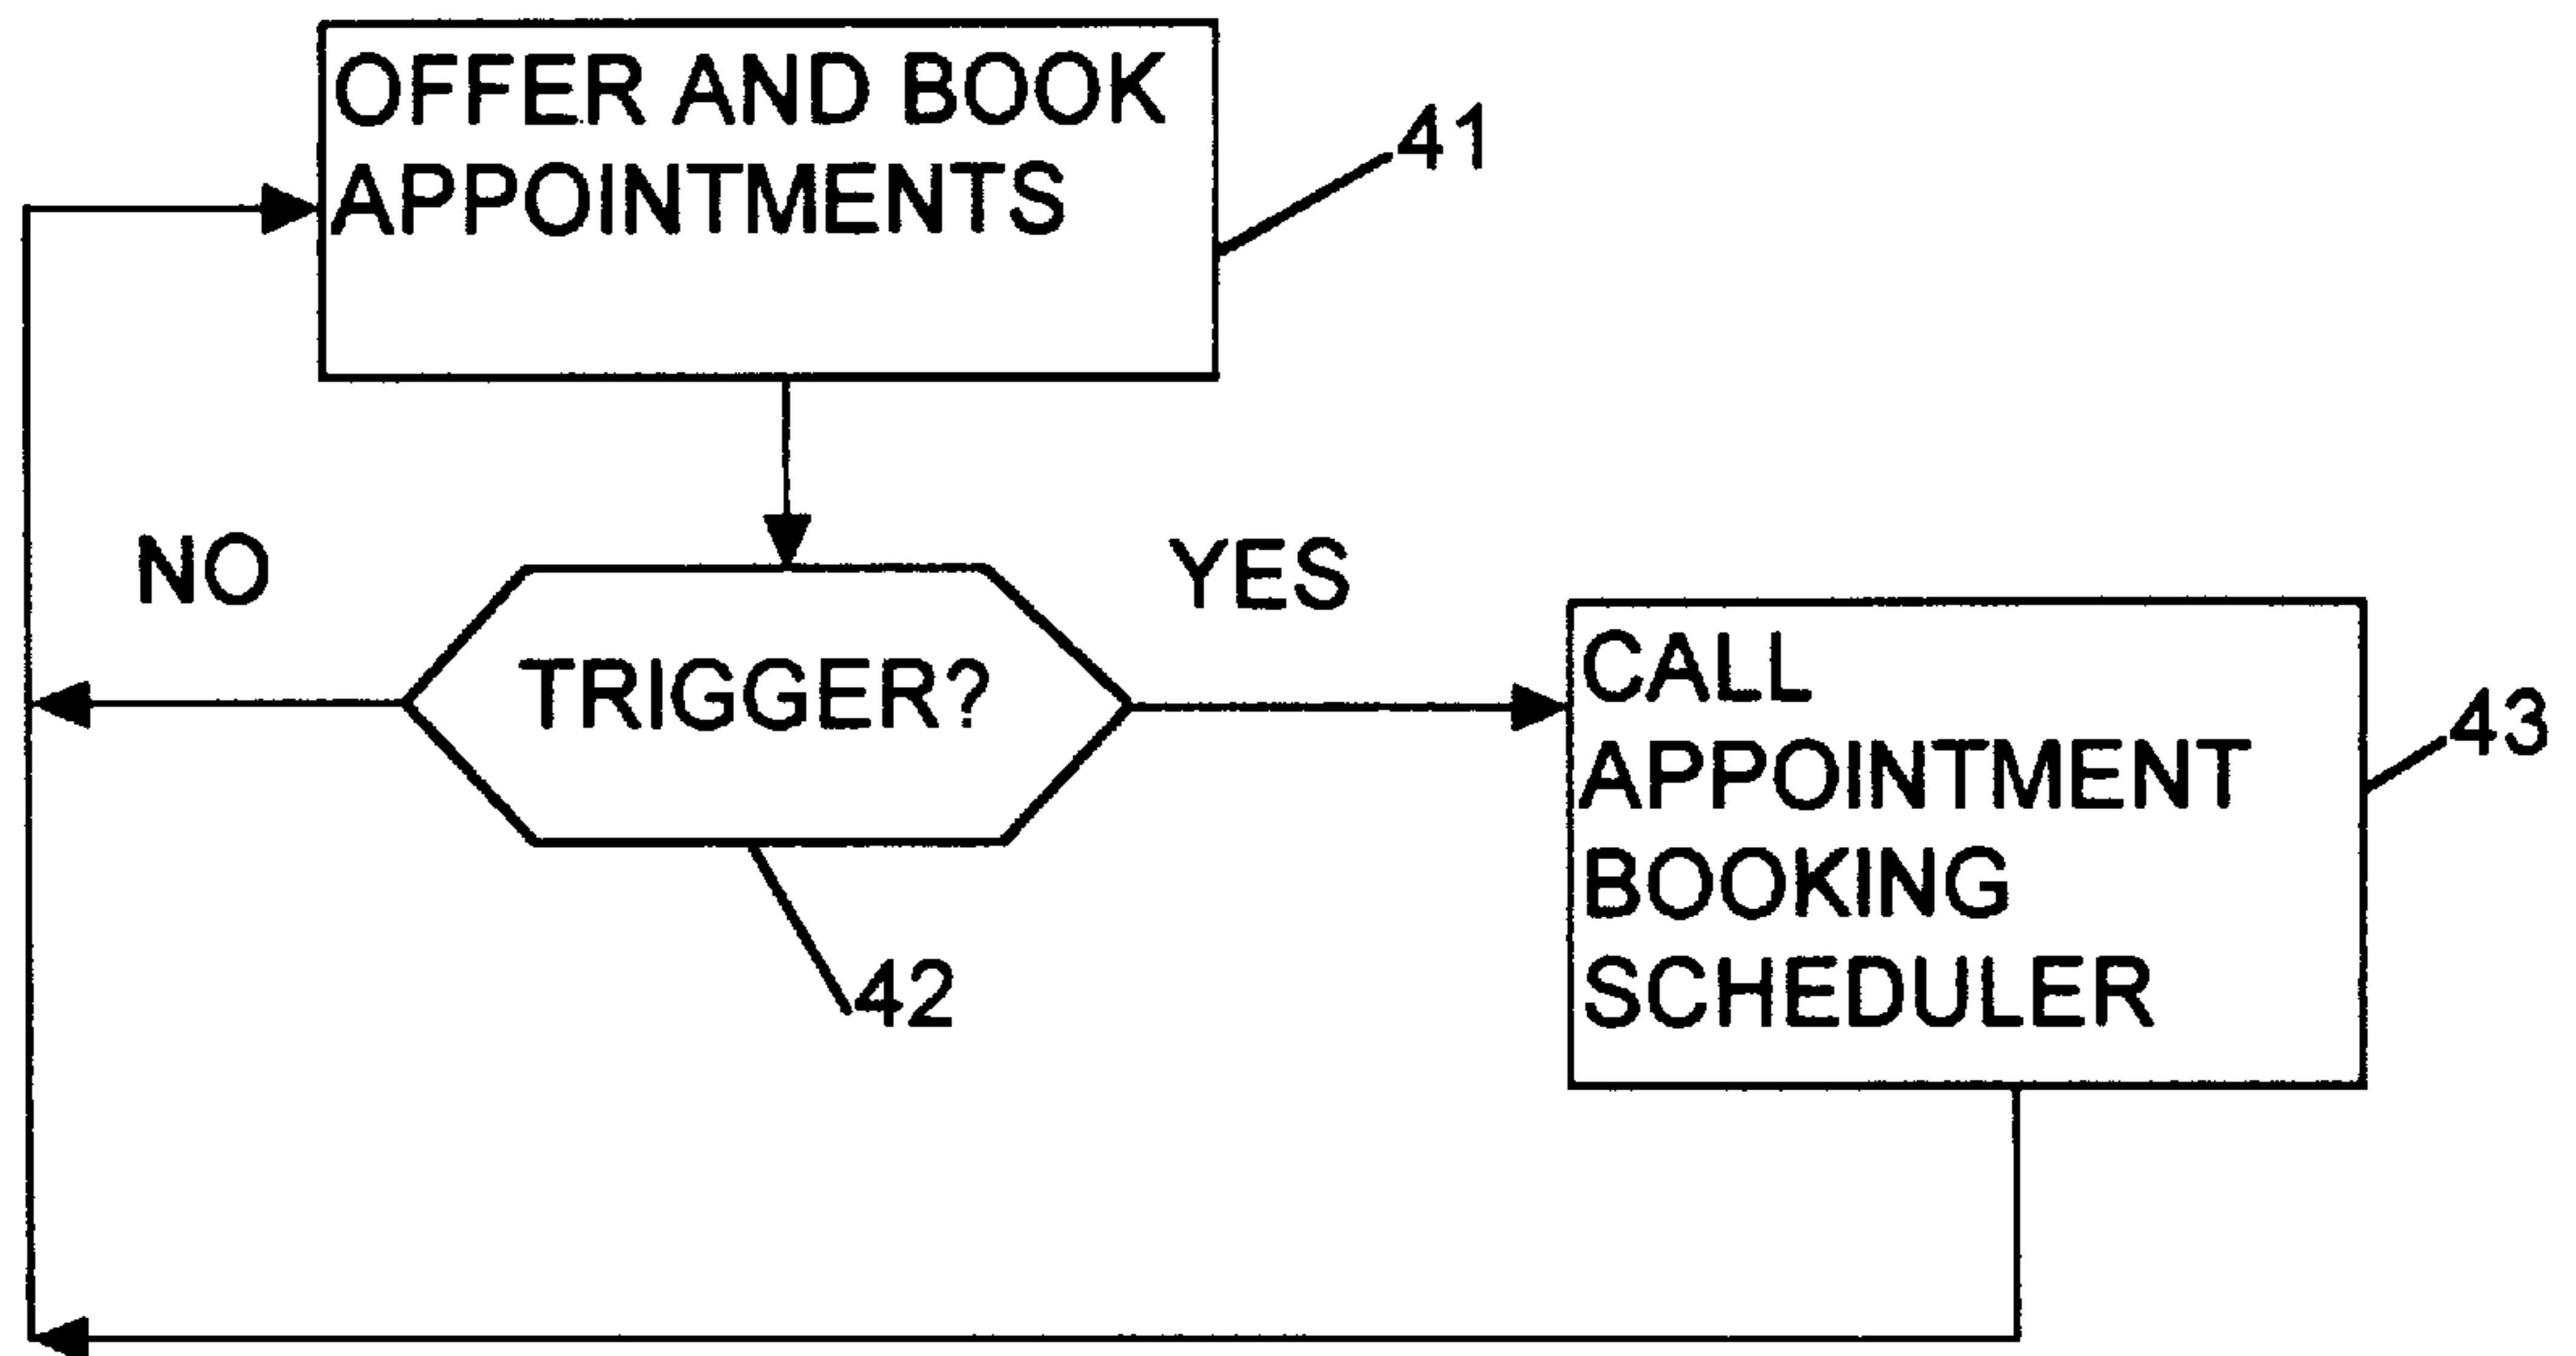 OFFER AND BOOK
APPOINTMENTS
41
NO
YES
TRIGGER?
42
CALL
APPOINTMENT
BOOKING
SCHEDULER
43